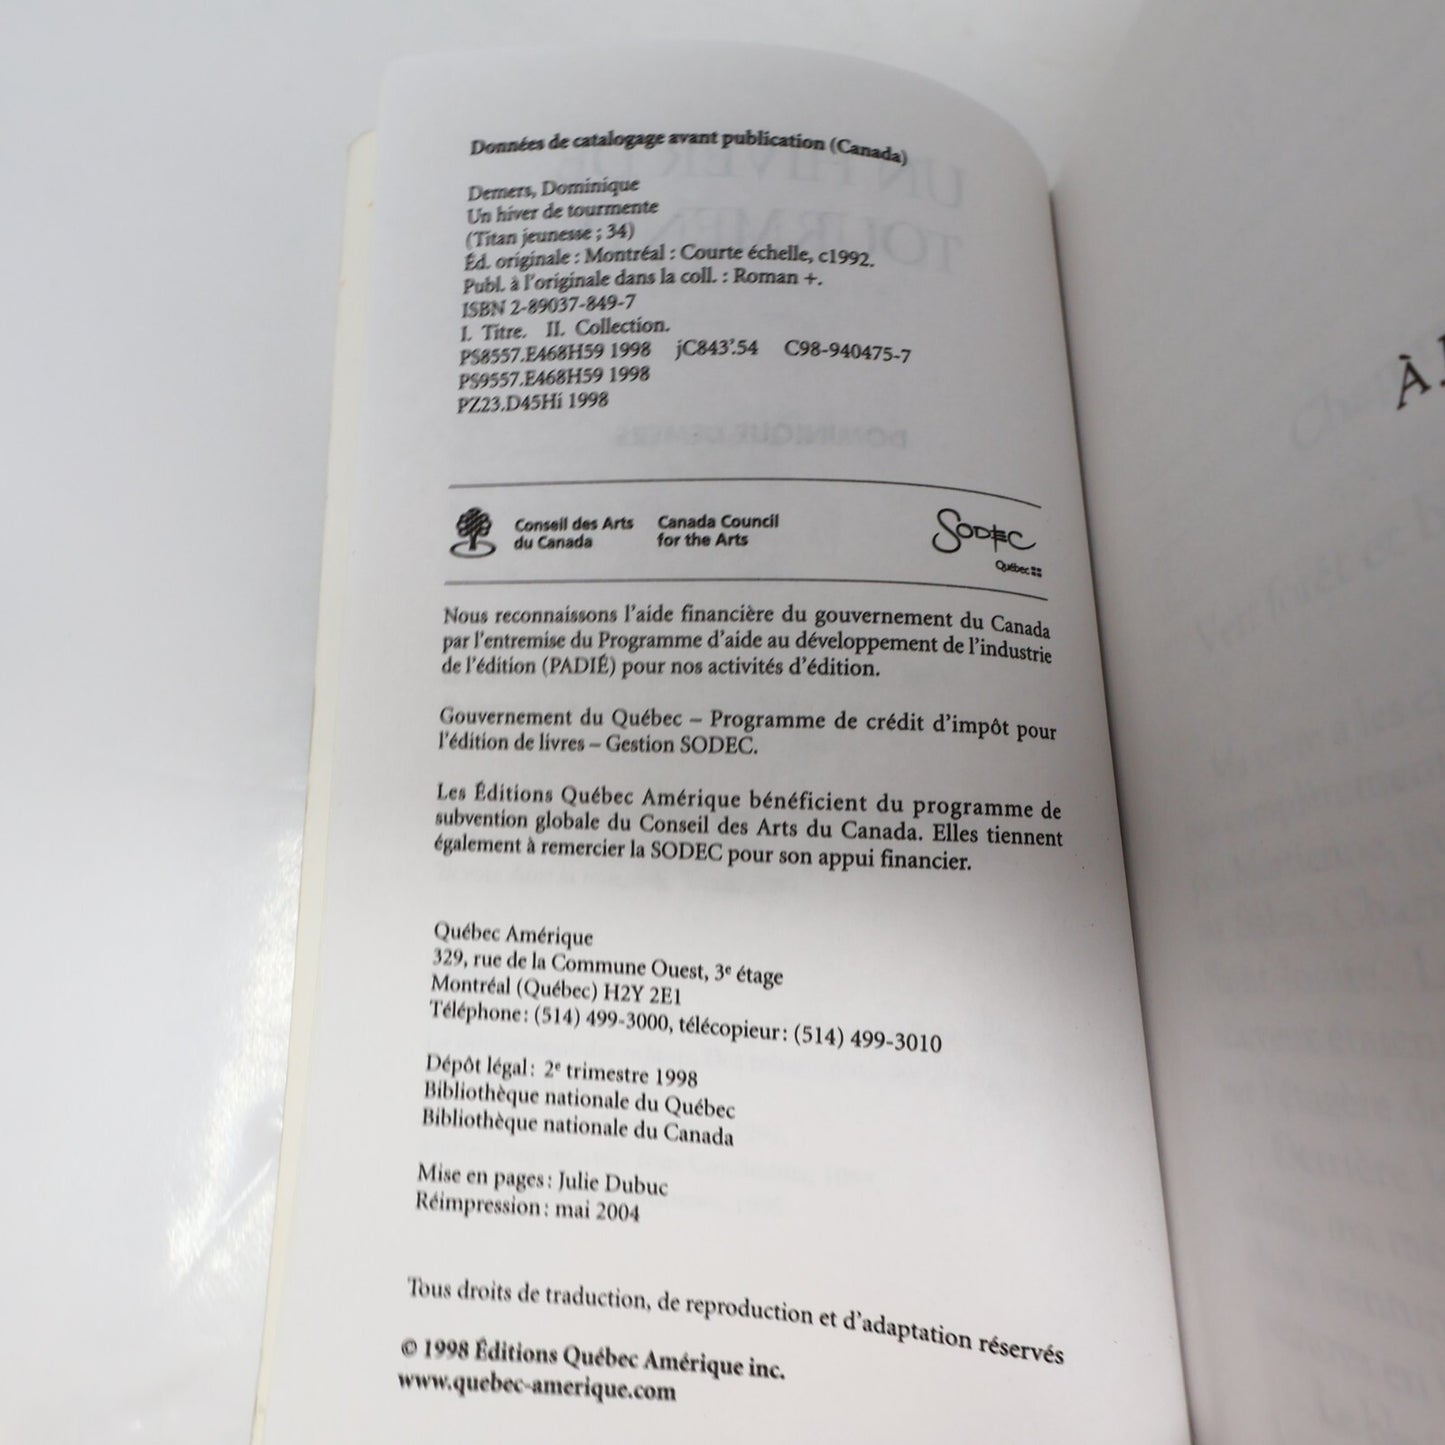 Données de catalogage avant publication (Canada)
Demers, Dominique
Un hiver de tourmente
(Titan jeunesse ; 34)
Éd. originale : Montréal : Courte échelle, c1992.
Publ. à l'originale dans la coll. : Roman +.
ISBN 2-89037-849-7
I. Titre. II. Collection.
PS8557.E468H59 1998 jC843'.54 C98-940475-7
PS9557.E468H59 1998
PZ23.D45Hi 1998
Conseil des Arts Canada Council
du Canada for the Arts
SODEC
Québec
Nous reconnaissons l'aide financière du gouvernement du Canada
par l'entremise du Programme d'aide au développement de l'industrie
de l'édition (PADIÉ) pour nos activités d'édition.
Gouvernement du Québec – Programme de crédit d'impôt pour
l'édition de livres – Gestion SODEC.
Les Éditions Québec Amérique bénéficient du programme de
subvention globale du Conseil des Arts du Canada. Elles tiennent
également à remercier la SODEC pour son appui financier.
Québec Amérique
329, rue de la Commune Ouest, 3e étage
Montréal (Québec) H2Y 2E1
Téléphone : (514) 499-3000, télécopieur : (514) 499-3010
Dépôt légal : 2e trimestre 1998
Bibliothèque nationale du Québec
Bibliothèque nationale du Canada
Mise en pages : Julie Dubuc
Réimpression : mai 2004
Tous droits de traduction, de reproduction et d'adaptation réservés
© 1998 Éditions Québec Amérique inc.
www.quebec-amerique.com
À